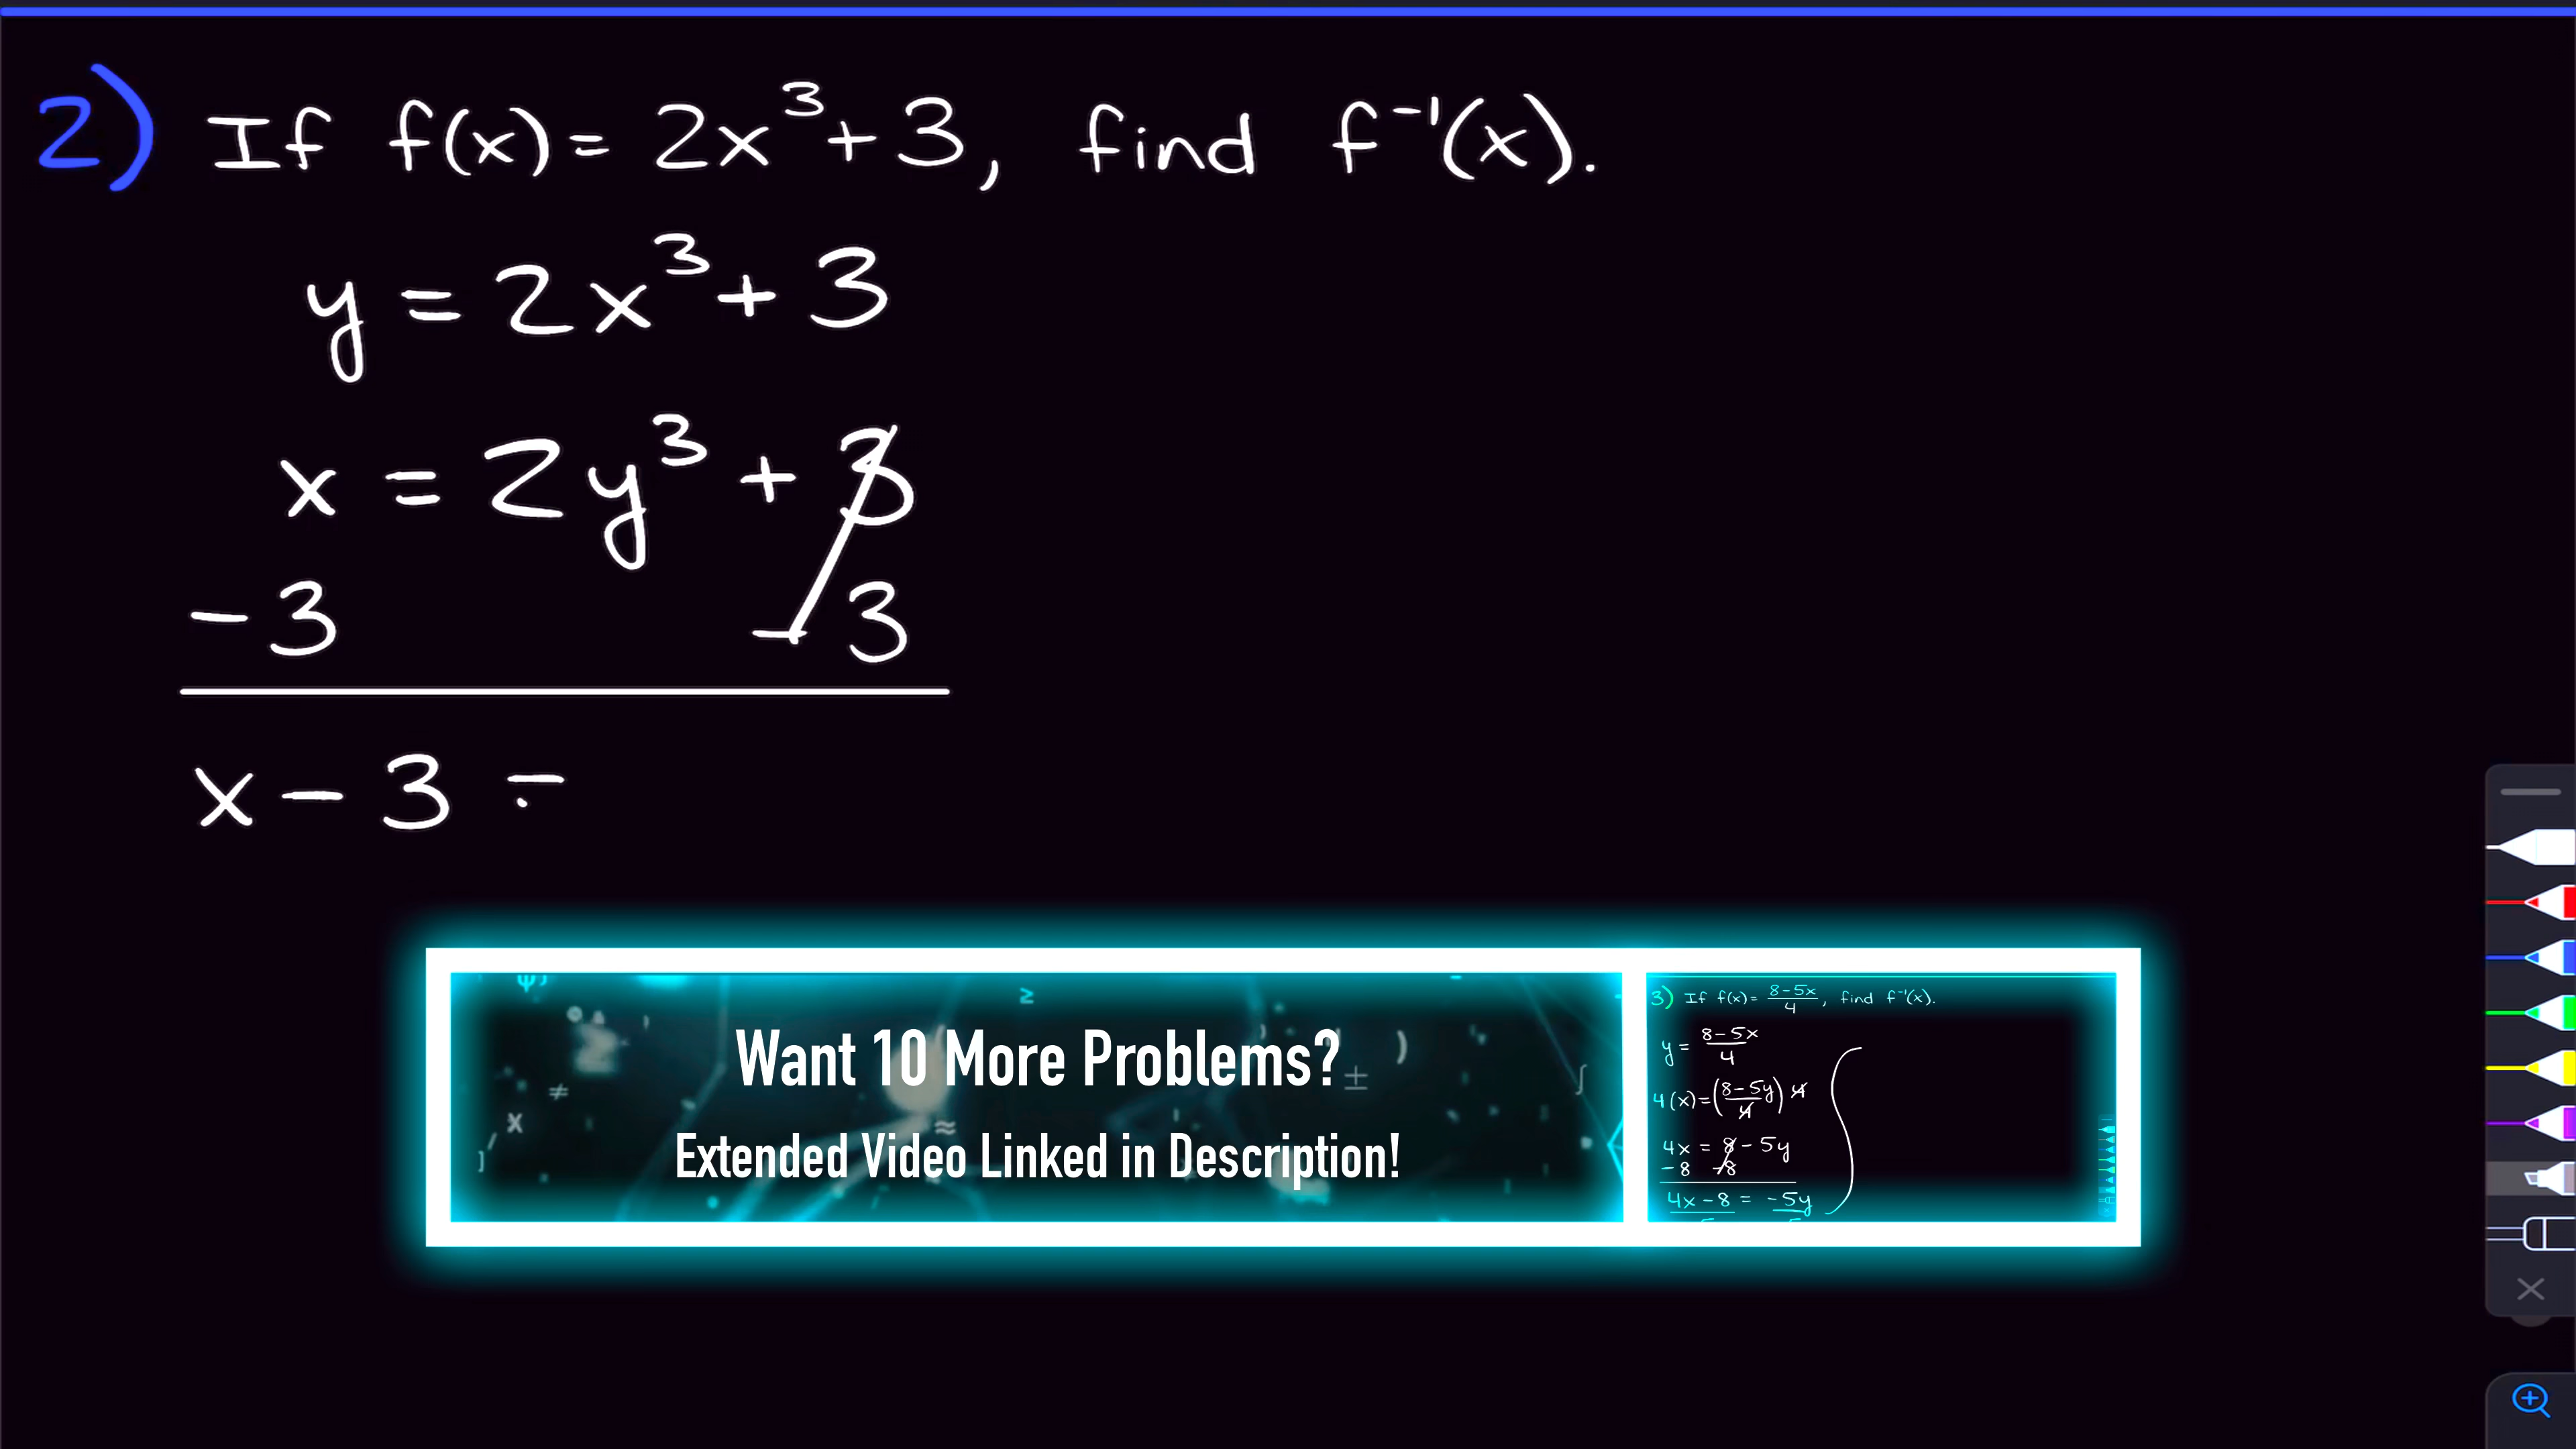 2) If f(x) = 2x³ + 3, find f⁻¹(x).
y = 2x³ + 3
x = 2y³ + 3
- 3 - 3
x - 3 =
Want 10 More Problems?
Extended Video Linked in Description!
3) If f(x) = (8-5x)/4, find f⁻¹(x).
y = (8-5x)/4
4(x) = ((8-5y)/4) 4
4x = 8 - 5y
-8 -8
4x - 8 = -5y